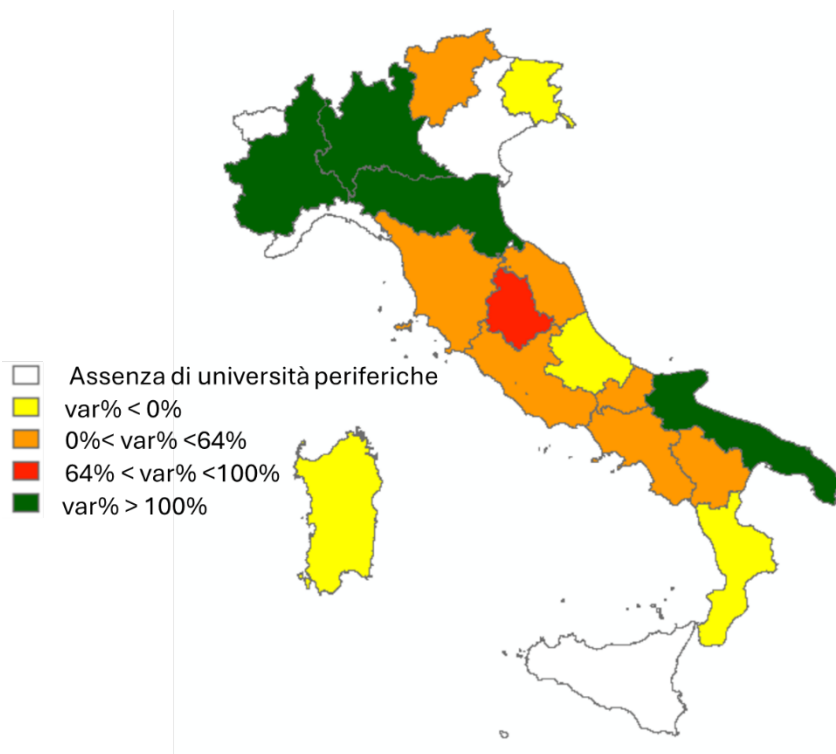 Assenza di università periferiche
var% < 0%
0%< var% <64%
64% < var% <100%
var% > 100%